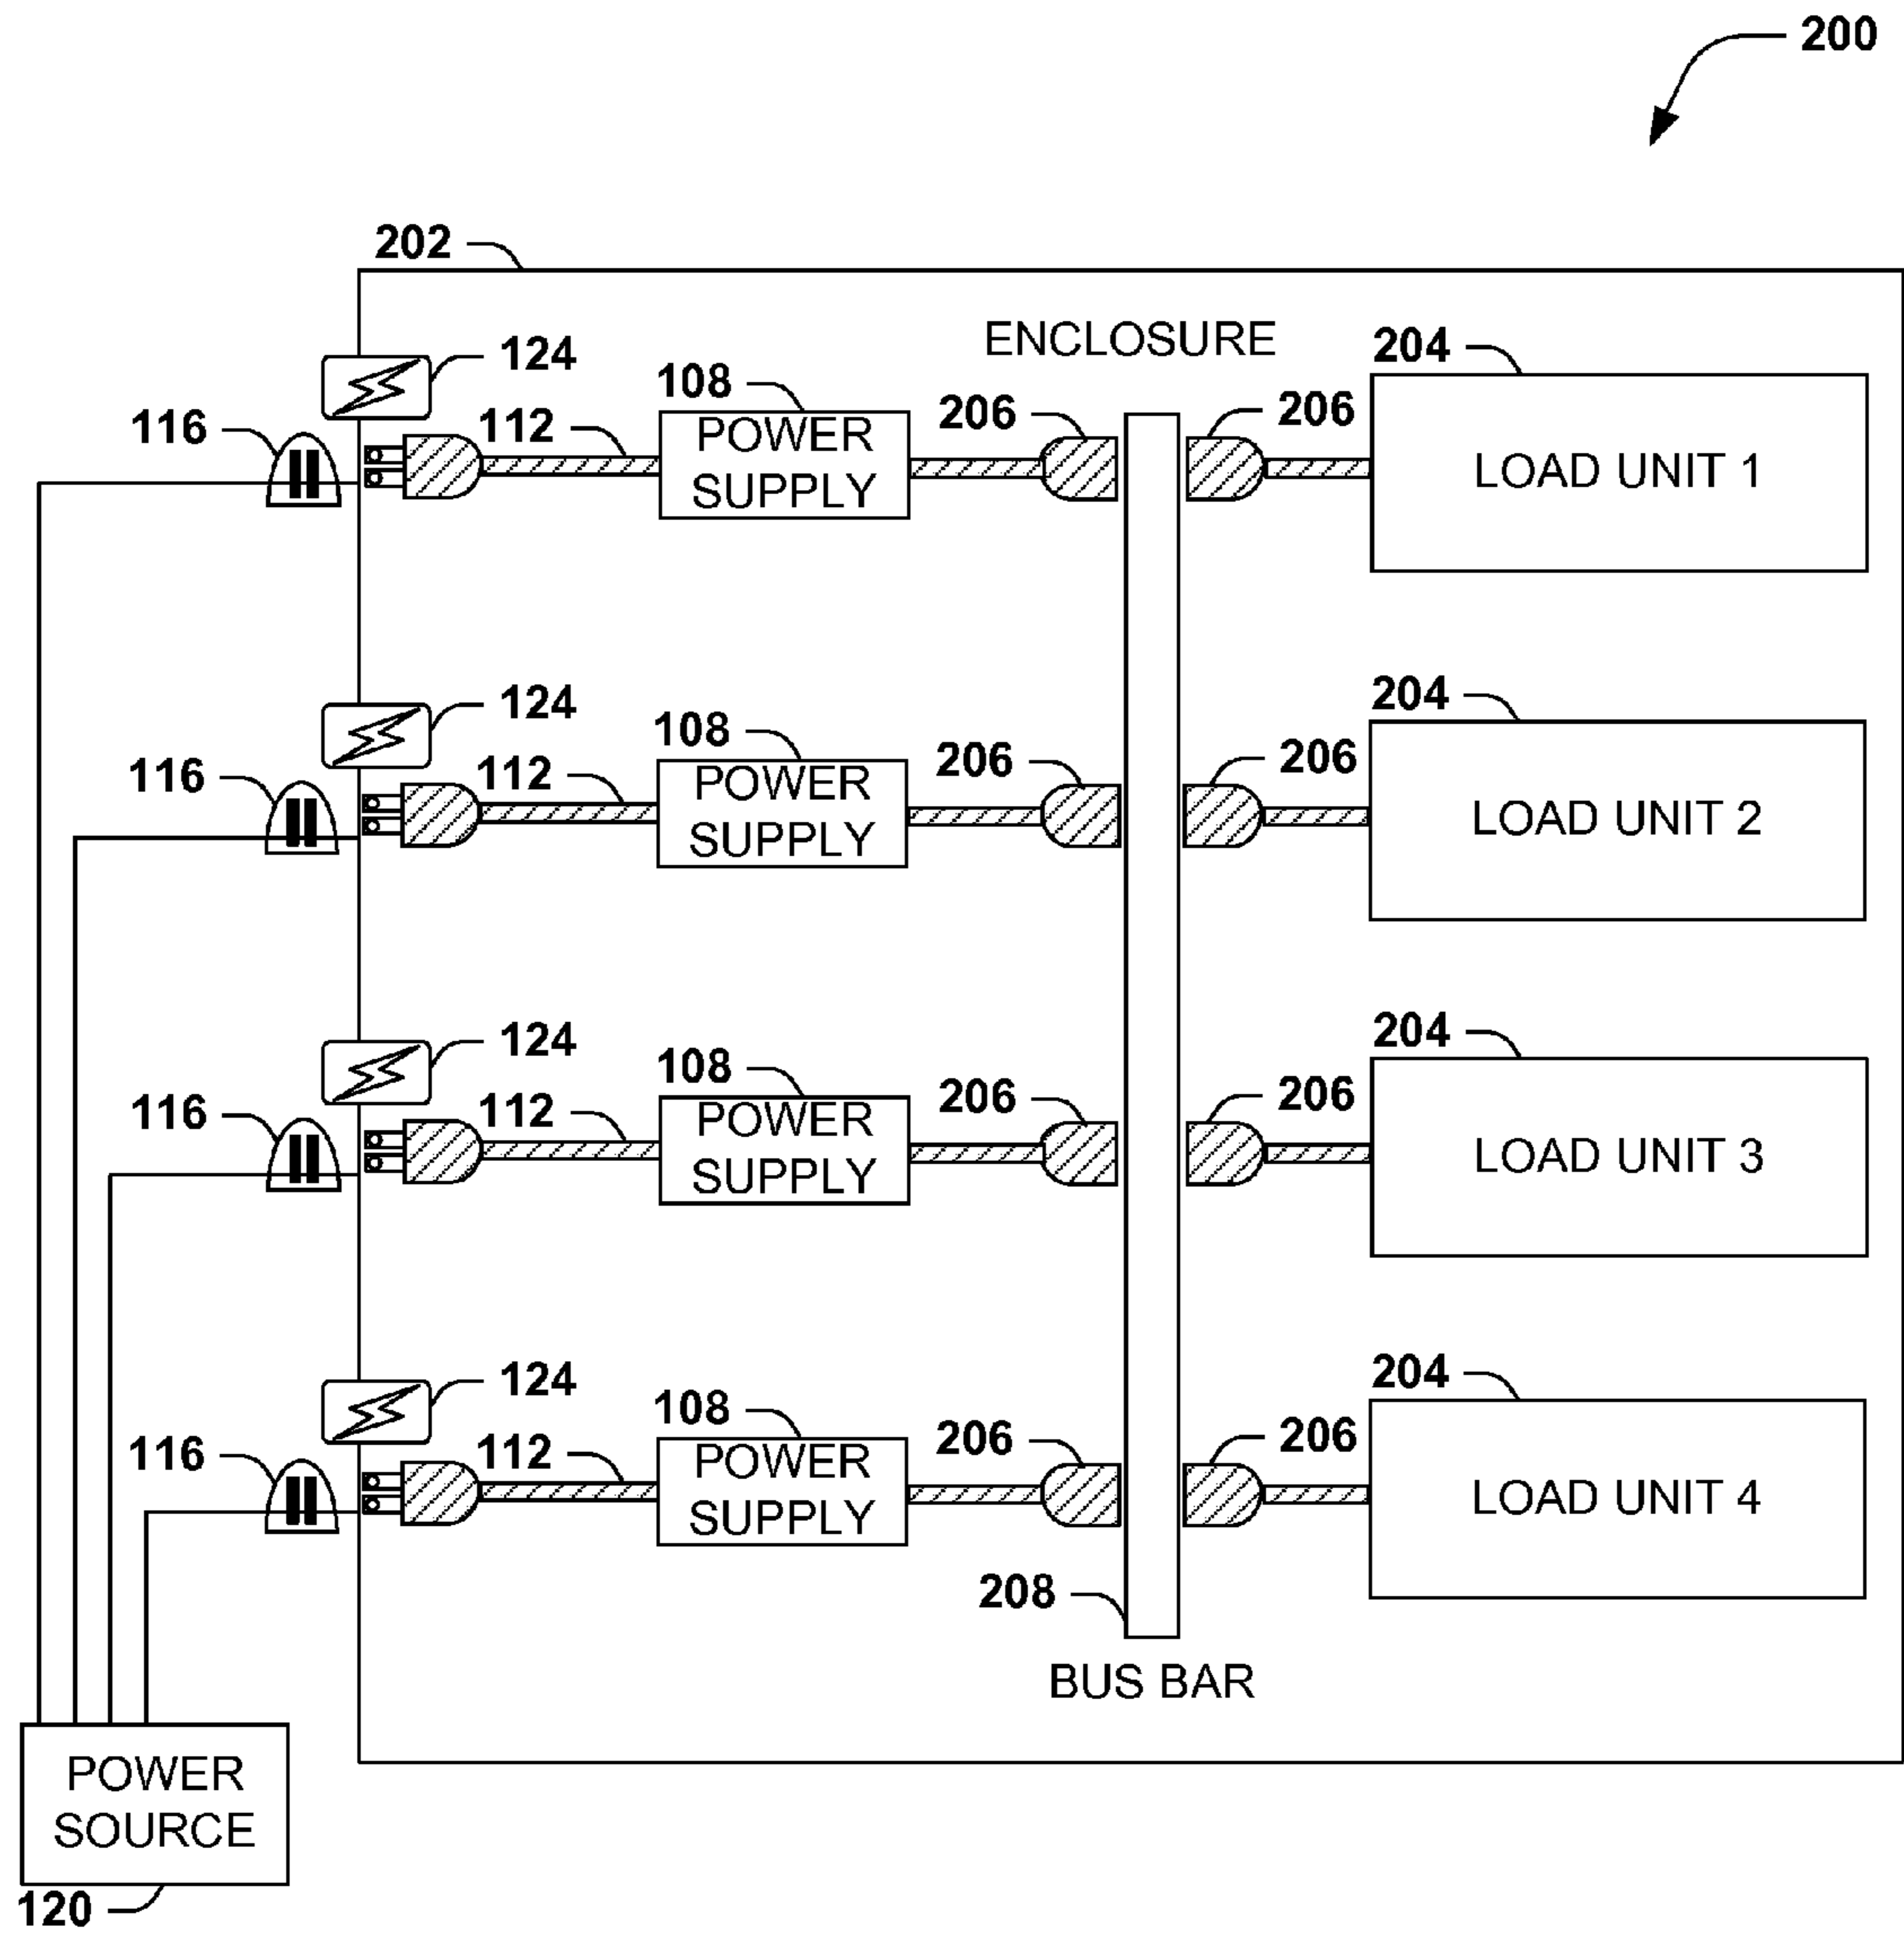 200
202
ENCLOSURE
124
108
204
116
112
206
206
POWER
SUPPLY
LOAD UNIT 1
124
108
204
116
112
206
206
POWER
SUPPLY
LOAD UNIT 2
124
108
204
116
112
206
206
POWER
SUPPLY
LOAD UNIT 3
124
108
204
116
112
206
206
POWER
SUPPLY
LOAD UNIT 4
208
BUS BAR
POWER
SOURCE
120